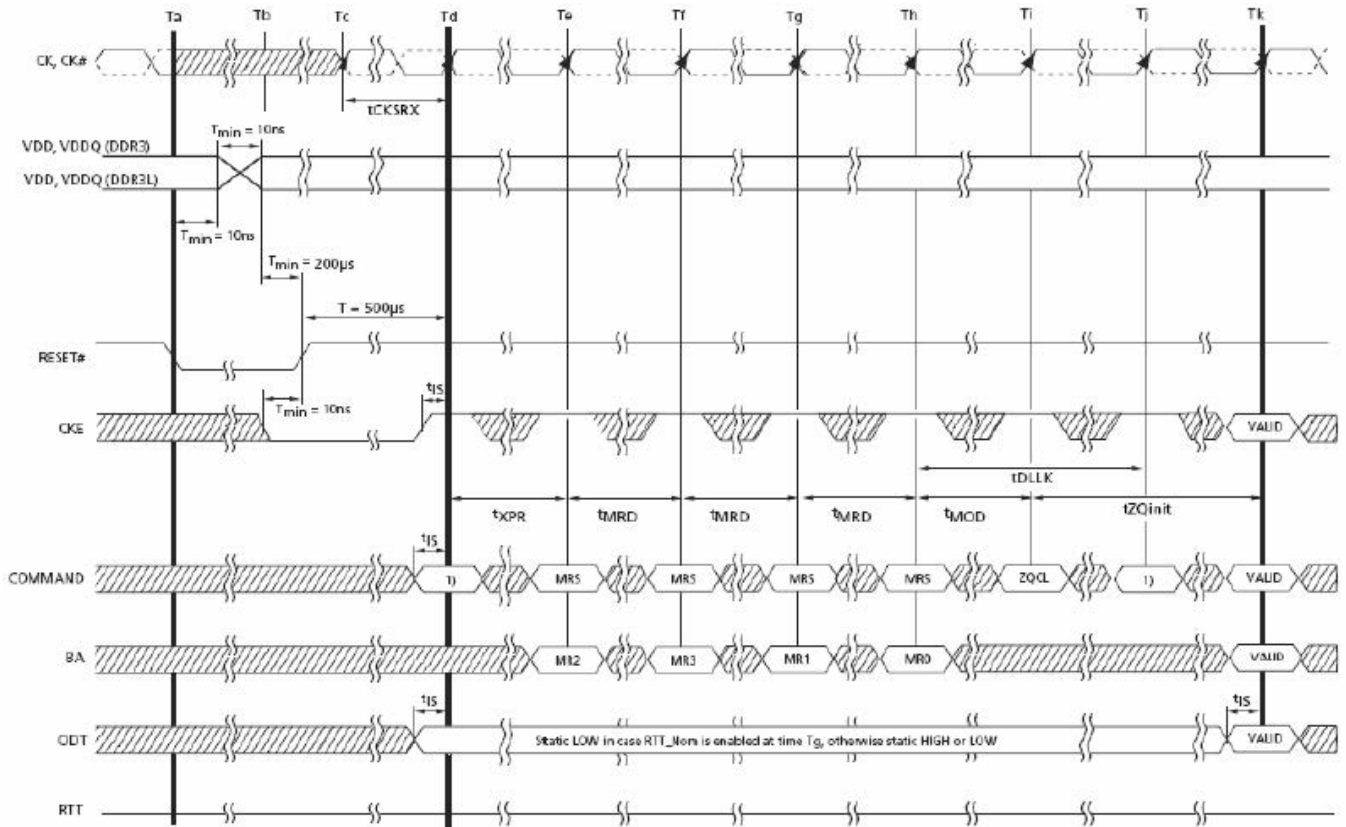 Ta Tb Tc Td Te Tf Tg Th Ti Tj Tk
CK, CK#
tCKSRX
Tmin = 10ns
VDD, VDDQ (DDR3)
VDD, VDDQ (DDR3L)
Tmin = 10ns
Tmin = 200µs
T = 500µs
RESET#
tIS
Tmin = 10ns
CKE
VALID
tDLLK
tXPR tMRD tMRD tMRD tMOD tZQinit
tIS
COMMAND 1) MRS MRS MRS MRS ZQCL 1) VALID
BA MR2 MR3 MR1 MR0 VALID
tIS tIS
ODT Static LOW in case RTT_Nom is enabled at time Tg, otherwise static HIGH or LOW VALID
RTT